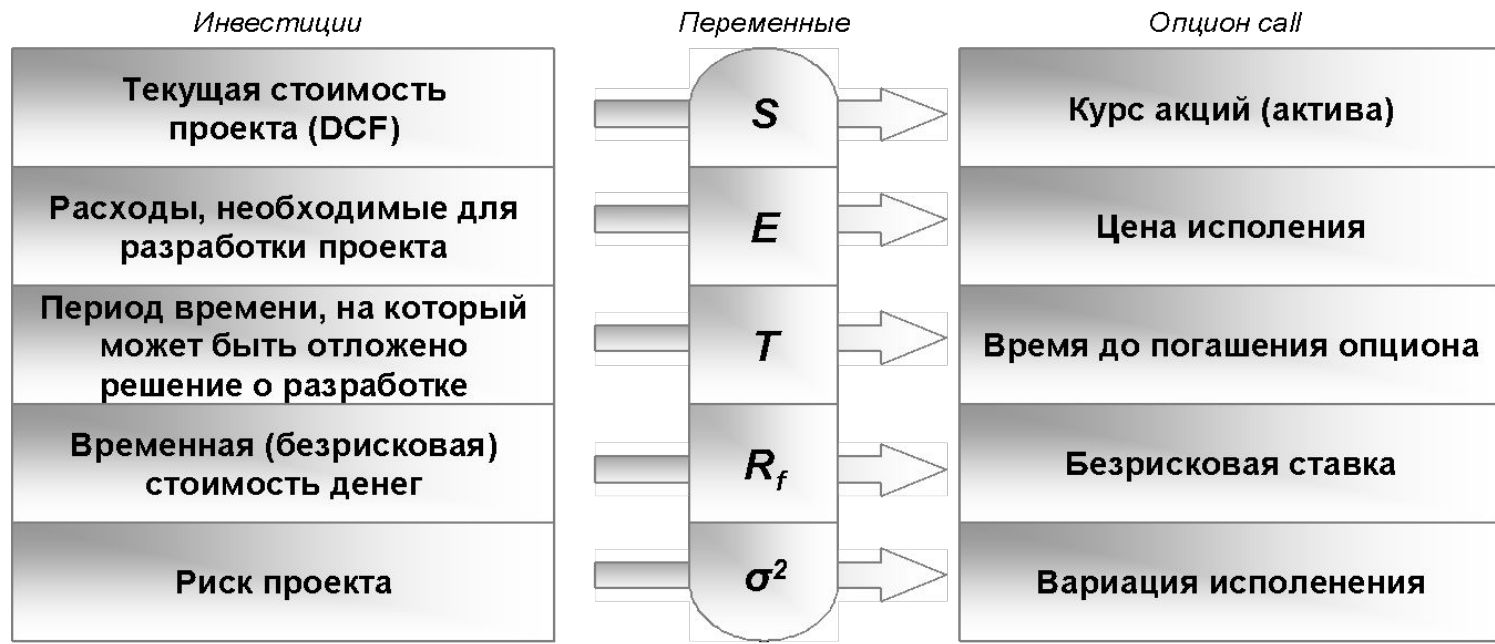 Инвестиции
Переменные
Опцион call
Текущая стоимость
проекта (DCF)
S
Курс акций (актива)
Расходы, необходимые для
разработки проекта
E
Цена исполения
Период времени, на который
может быть отложено
решение о разработке
T
Время до погашения опциона
Временная (безрисковая)
стоимость денег
Rf
Безрисковая ставка
Риск проекта
σ²
Вариация исполенения